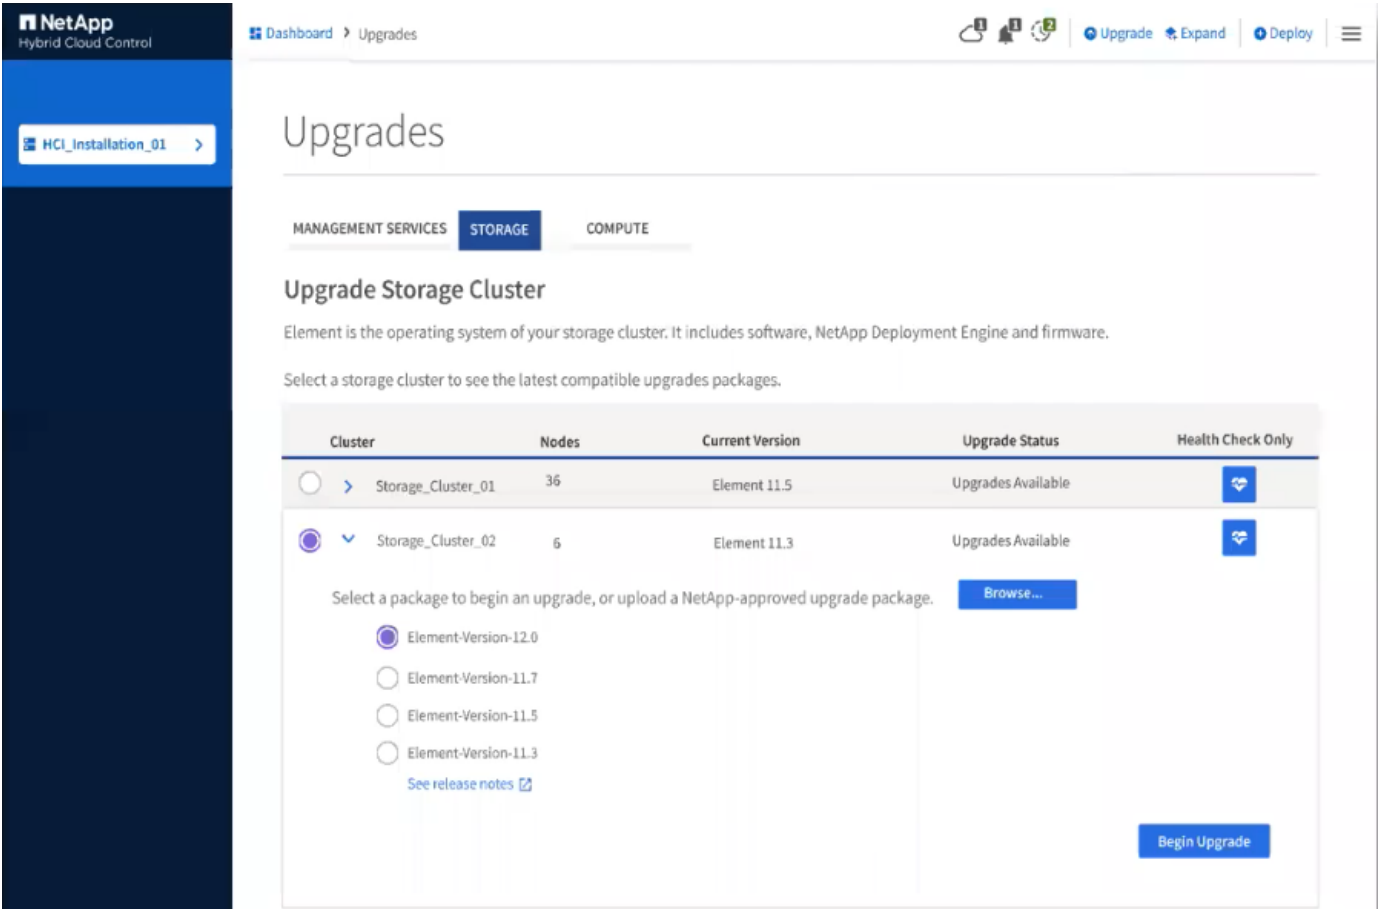 NetApp
Hybrid Cloud Control
Dashboard > Upgrades
1 1 2
Upgrade Expand Deploy
HCI_Installation_01 >
Upgrades
MANAGEMENT SERVICES STORAGE COMPUTE
Upgrade Storage Cluster
Element is the operating system of your storage cluster. It includes software, NetApp Deployment Engine and firmware.
Select a storage cluster to see the latest compatible upgrades packages.
Cluster Nodes Current Version Upgrade Status Health Check Only
Storage_Cluster_01 36 Element 11.5 Upgrades Available
Storage_Cluster_02 6 Element 11.3 Upgrades Available
Select a package to begin an upgrade, or upload a NetApp-approved upgrade package. Browse...
Element-Version-12.0
Element-Version-11.7
Element-Version-11.5
Element-Version-11.3
See release notes
Begin Upgrade